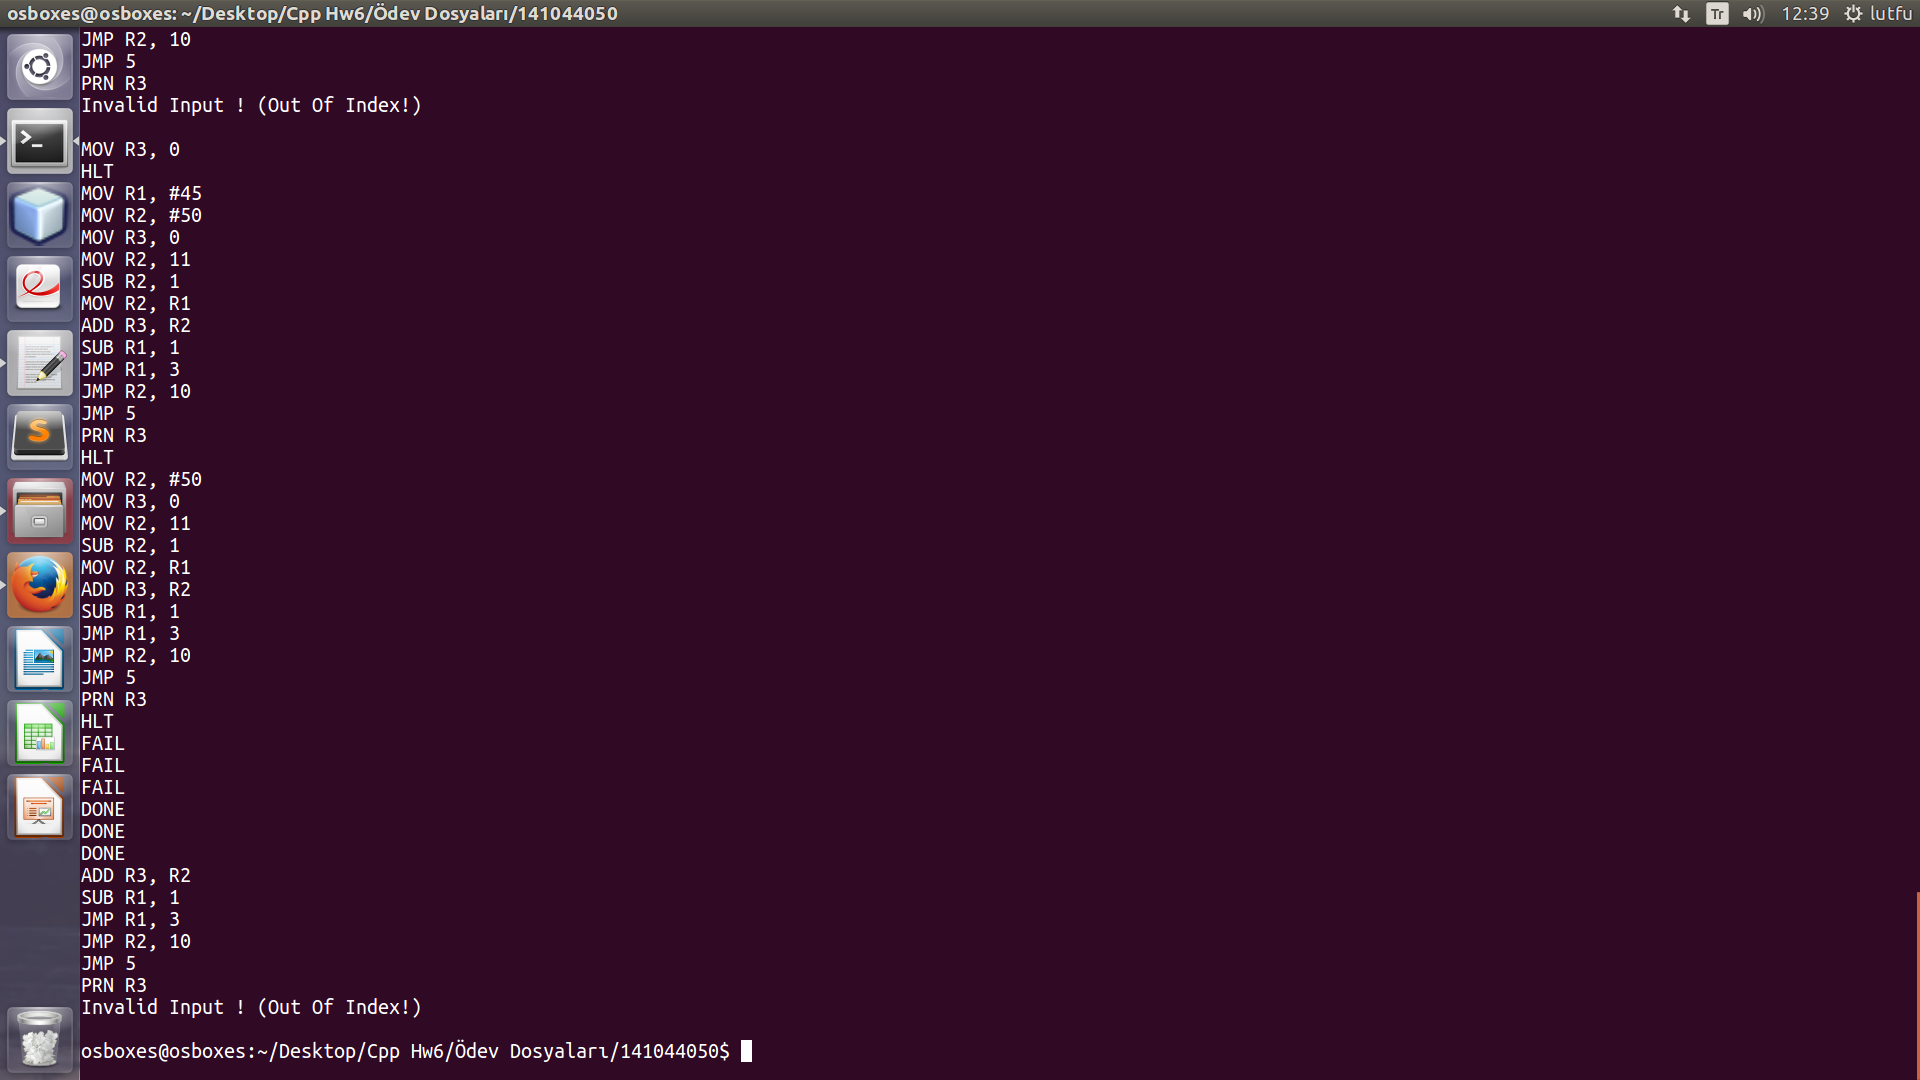 osboxes@osboxes: ~/Desktop/Cpp Hw6/Ödev Dosyaları/141044050
Tr
12:39
lutfu
JMP R2, 10
JMP 5
PRN R3
Invalid Input ! (Out Of Index!)
MOV R3, 0
HLT
MOV R1, #45
MOV R2, #50
MOV R3, 0
MOV R2, 11
SUB R2, 1
MOV R2, R1
ADD R3, R2
SUB R1, 1
JMP R1, 3
JMP R2, 10
JMP 5
PRN R3
HLT
MOV R2, #50
MOV R3, 0
MOV R2, 11
SUB R2, 1
MOV R2, R1
ADD R3, R2
SUB R1, 1
JMP R1, 3
JMP R2, 10
JMP 5
PRN R3
HLT
FAIL
FAIL
FAIL
DONE
DONE
DONE
ADD R3, R2
SUB R1, 1
JMP R1, 3
JMP R2, 10
JMP 5
PRN R3
Invalid Input ! (Out Of Index!)
osboxes@osboxes:~/Desktop/Cpp Hw6/Ödev Dosyaları/141044050$